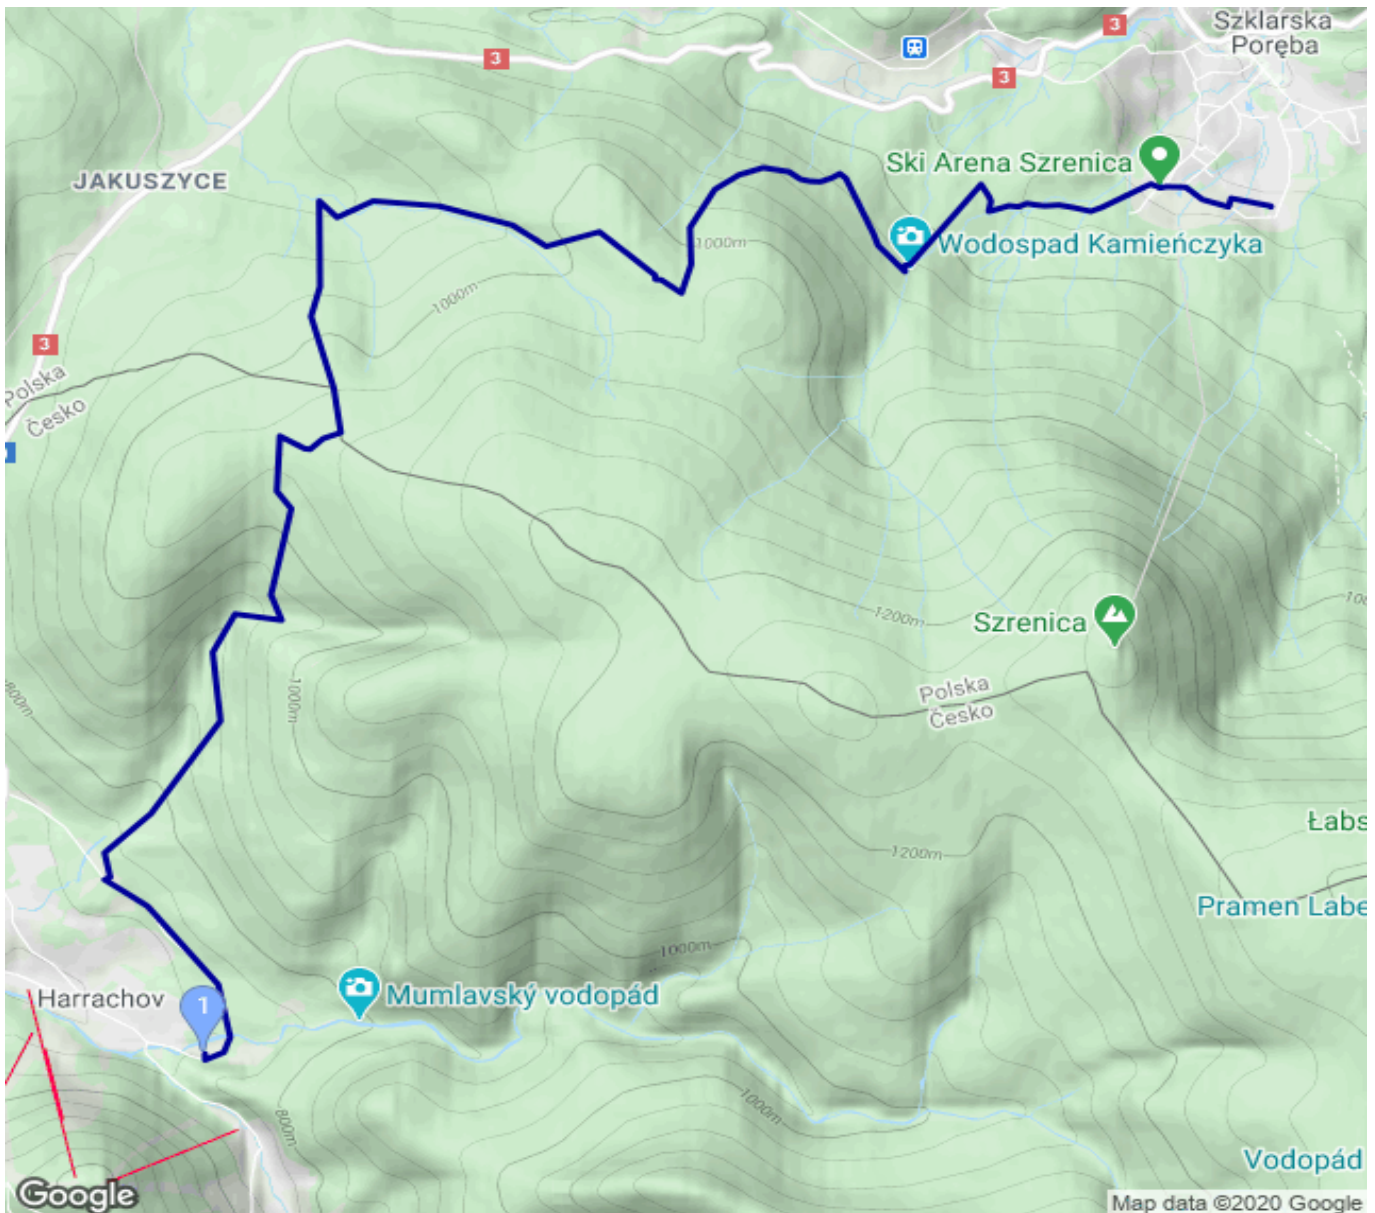 Szklarska
Poręba
3
3
3
Ski Arena Szrenica
JAKUSZYCE
Wodospad Kamieńczyka
1000m
1000m
3
Polska
Česko
1200m
Szrenica
Polska
Česko
1000m
800m
1200m
Łabs
Pramen Labe
1000m
Mumlavský vodopád
Harrachov
1
1000m
800m
Vodopád
Google
Map data ©2020 Google